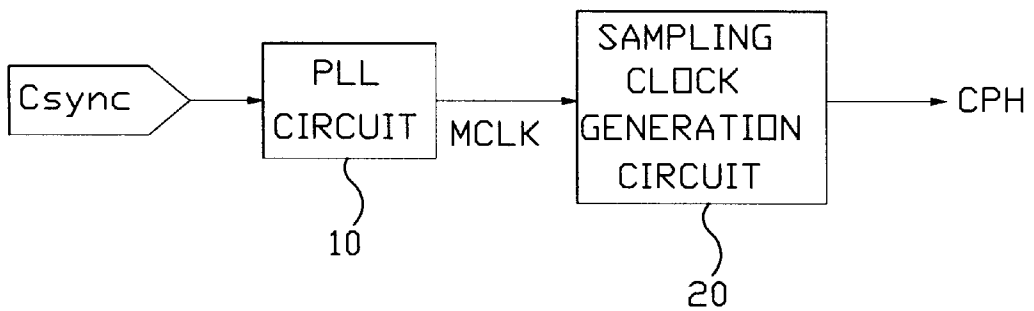 Csync
PLL
CIRCUIT
10
MCLK
SAMPLING
CLOCK
GENERATION
CIRCUIT
20
CPH